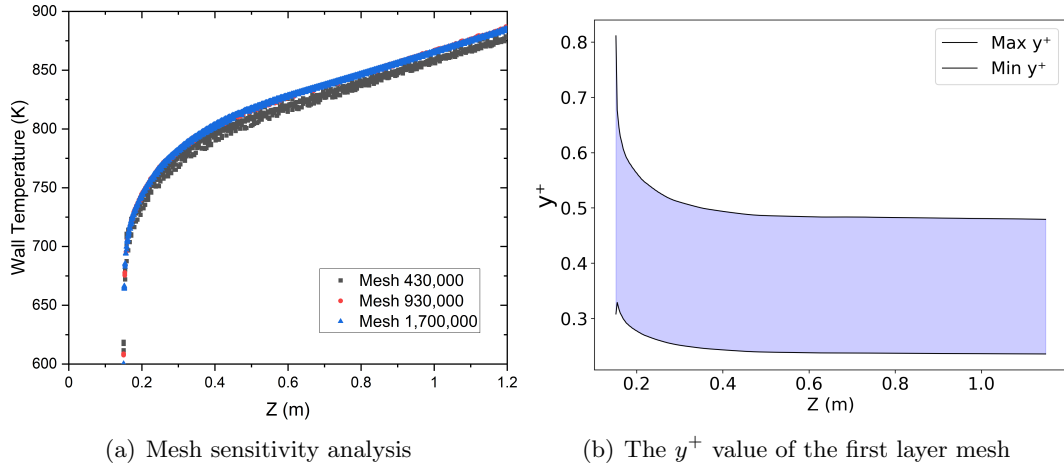 900
850
800
750
700
650
600
Wall Temperature (K)
Mesh 430,000
Mesh 930,000
Mesh 1,700,000
0 0.2 0.4 0.6 0.8 1 1.2
Z (m)
(a) Mesh sensitivity analysis
0.8
0.7
0.6
0.5
0.4
0.3
y⁺
Max y⁺
Min y⁺
0.2 0.4 0.6 0.8 1.0
Z (m)
(b) The y⁺ value of the first layer mesh